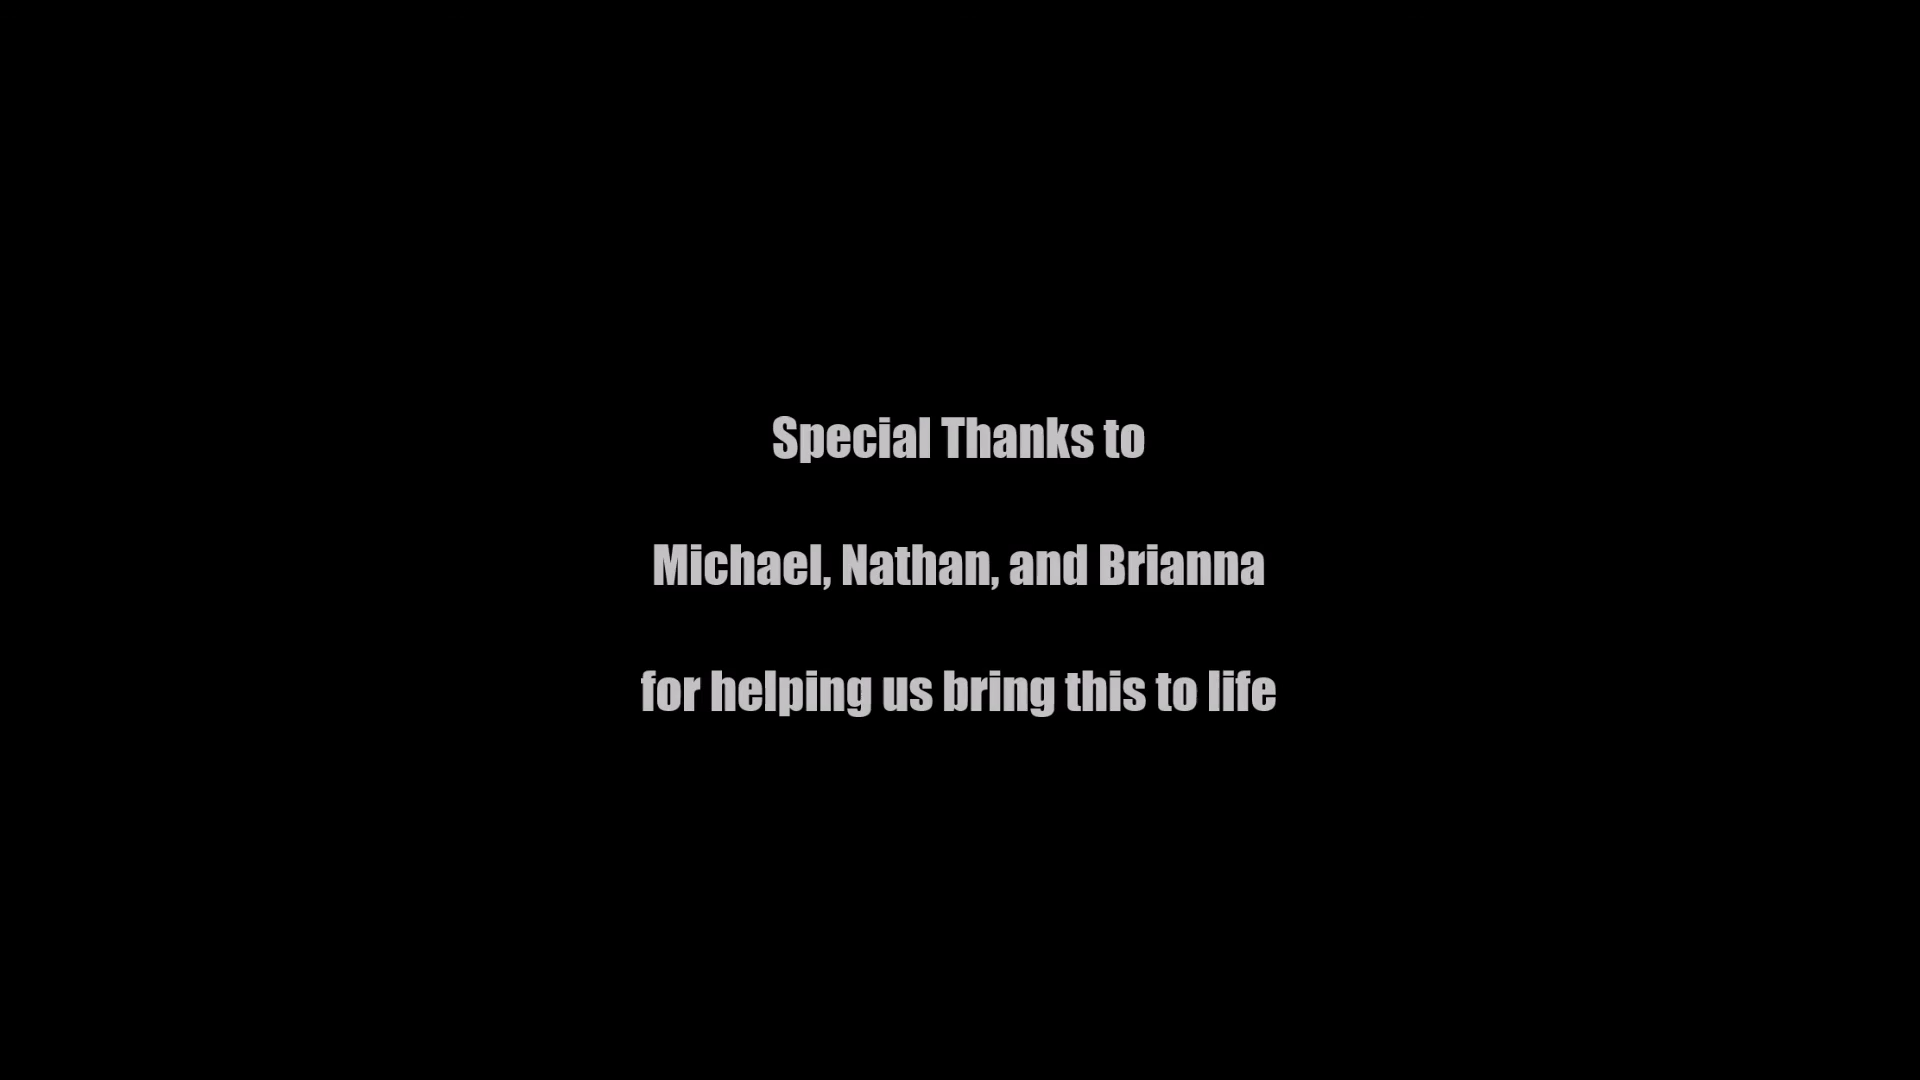 Special Thanks to
Michael, Nathan, and Brianna
for helping us bring this to life